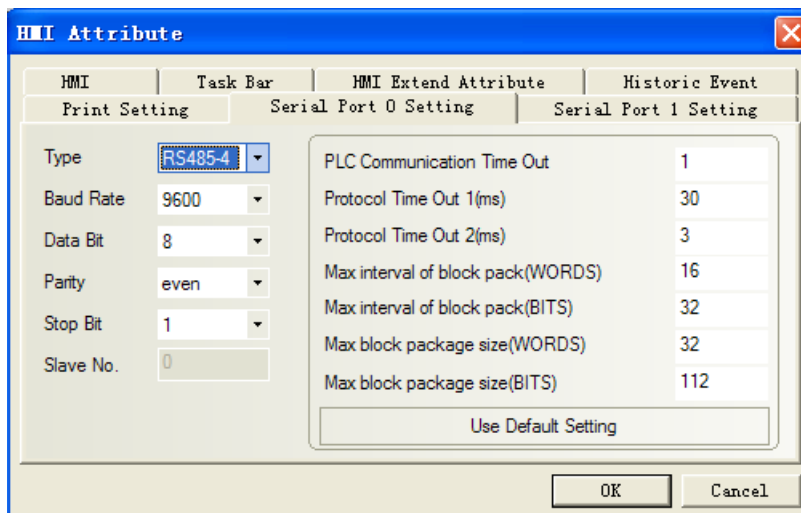 HMI Attribute
HMI Task Bar HMI Extend Attribute Historic Event
Print Setting Serial Port 0 Setting Serial Port 1 Setting
Type RS485-4
Baud Rate 9600
Data Bit 8
Parity even
Stop Bit 1
Slave No. 0
PLC Communication Time Out 1
Protocol Time Out 1(ms) 30
Protocol Time Out 2(ms) 3
Max interval of block pack(WORDS) 16
Max interval of block pack(BITS) 32
Max block package size(WORDS) 32
Max block package size(BITS) 112
Use Default Setting
OK Cancel